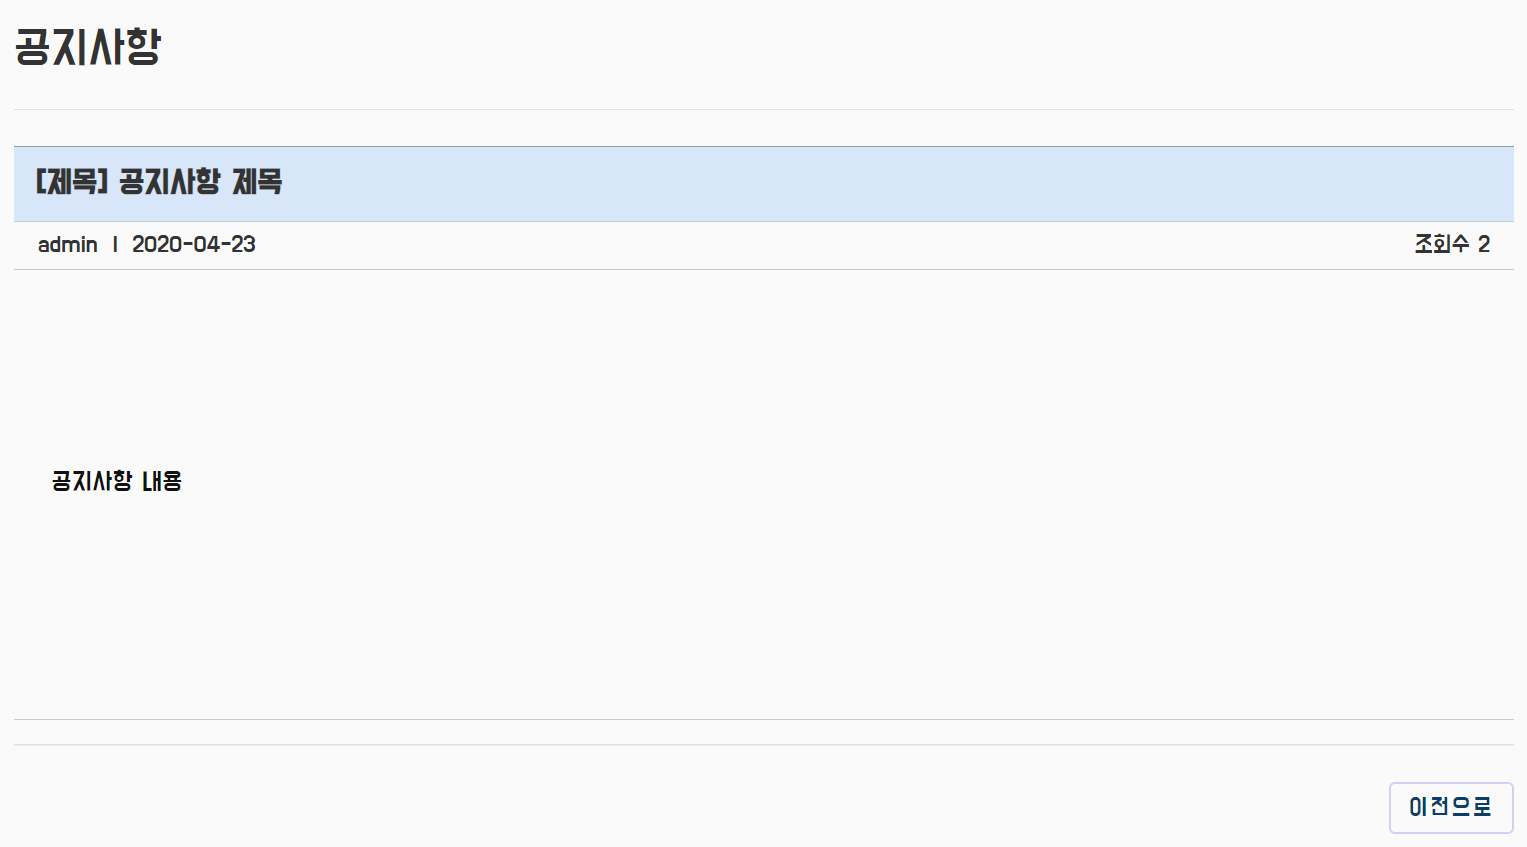 공지사항
[제목] 공지사항 제목
admin | 2020-04-23 조회수 2
공지사항 내용
이전으로